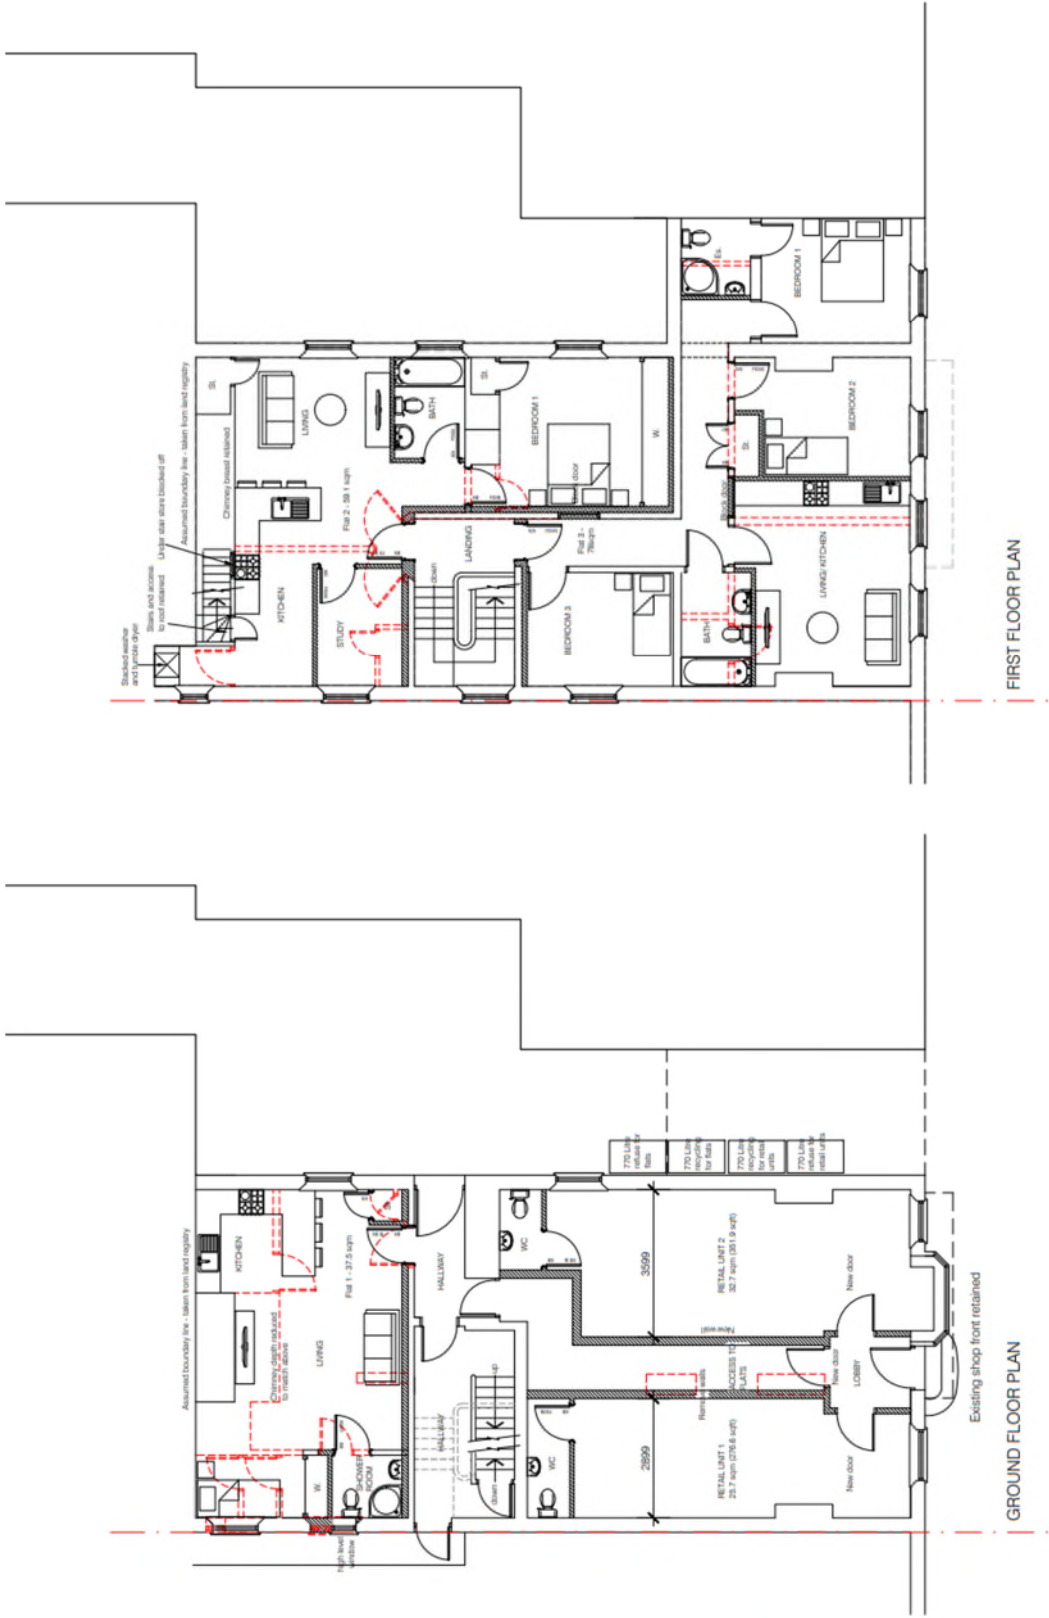 Assumed boundary line - taken from land registry
KITCHEN
Flat 1 - 37.5 sqm
Chimney depth reduced
to match above
LIVING
W.
SHOWER
ROOM
high level
window
HALLWAY
HALLWAY
up
down
WC
WC
770 Litre
refuse for
flats
770 Litre
recycling
for flats
770 Litre
recycling
for retail
units
770 Litre
refuse for
retail units
3599
2899
RETAIL UNIT 2
32.7 sqm (351.9 sqft)
New wall
ACCESS TO
FLATS
RETAIL UNIT 1
25.7 sqm (276.6 sqft)
New door
New door
LOBBY
New door
Existing shop front retained
GROUND FLOOR PLAN
Stacked washer
and tumble dryer
Stairs and access
to roof retained
Under stair store blocked off
Assumed boundary line - taken from land registry
Chimney breast retained
St.
LIVING
KITCHEN
Flat 2 - 59.1 sqm
STUDY
BATH
St.
BEDROOM 1
W.
LANDING
down
Flat 3 -
78sqm
BEDROOM 3
BATH
Block door
St.
Es.
BEDROOM 1
BEDROOM 2
LIVING/ KITCHEN
FIRST FLOOR PLAN